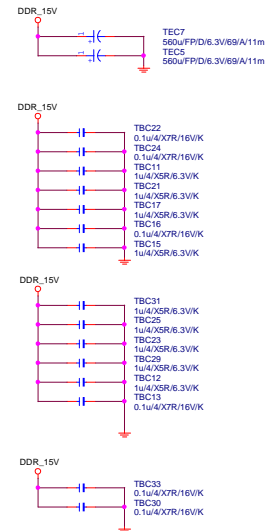 DDR_15V
1
TEC7
560u/FP/D/6.3V/69/A/11m
1
TEC5
560u/FP/D/6.3V/69/A/11m
DDR_15V
TBC22
0.1u/4/X7R/16V/K
TBC24
0.1u/4/X7R/16V/K
TBC11
1u/4/X5R/6.3V/K
TBC21
1u/4/X5R/6.3V/K
TBC17
1u/4/X5R/6.3V/K
TBC16
0.1u/4/X7R/16V/K
TBC15
1u/4/X5R/6.3V/K
DDR_15V
TBC31
1u/4/X5R/6.3V/K
TBC25
1u/4/X5R/6.3V/K
TBC23
1u/4/X5R/6.3V/K
TBC29
1u/4/X5R/6.3V/K
TBC12
1u/4/X5R/6.3V/K
TBC13
0.1u/4/X7R/16V/K
DDR_15V
TBC33
0.1u/4/X7R/16V/K
TBC30
0.1u/4/X7R/16V/K